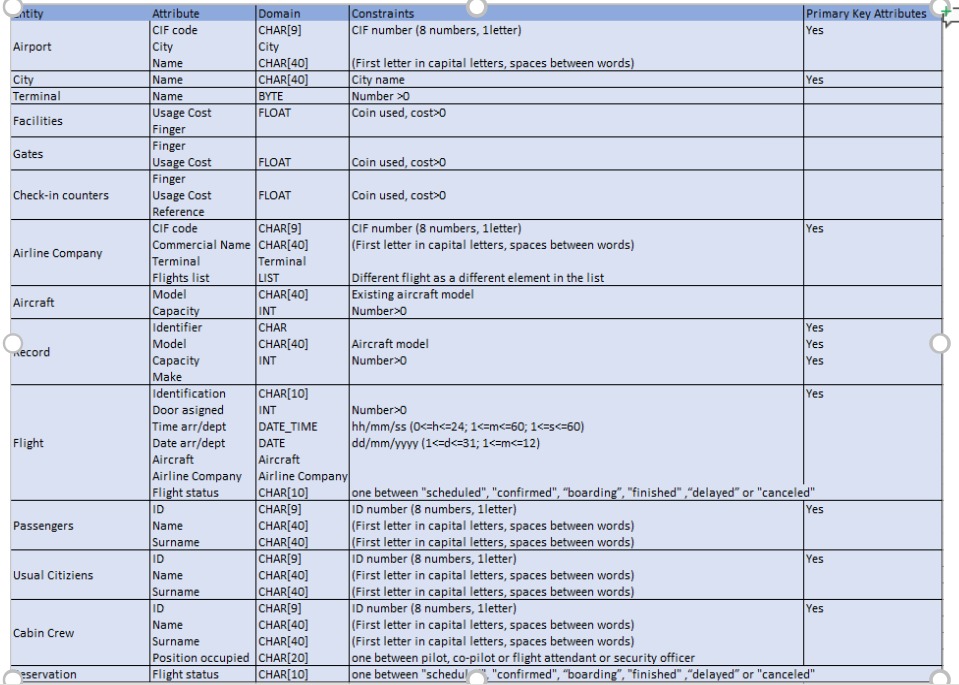 Entity Attribute Domain Constraints Primary Key Attributes
Airport
CIF code CHAR[9] CIF number (8 numbers, 1letter) Yes
City City
Name CHAR[40] (First letter in capital letters, spaces between words)
City Name CHAR[40] City name Yes
Terminal Name BYTE Number >0
Facilities
Usage Cost FLOAT Coin used, cost>0
Finger
Gates
Finger
Usage Cost FLOAT Coin used, cost>0
Check-in counters
Finger
Usage Cost FLOAT Coin used, cost>0
Reference
Airline Company
CIF code CHAR[9] CIF number (8 numbers, 1letter) Yes
Commercial Name CHAR[40] (First letter in capital letters, spaces between words)
Terminal Terminal
Flights list LIST Different flight as a different element in the list
Aircraft
Model CHAR[40] Existing aircraft model
Capacity INT Number>0
Record
Identifier CHAR Yes
Model CHAR[40] Aircraft model Yes
Capacity INT Number>0 Yes
Make
Flight
Identification CHAR[10] Yes
Door asigned INT Number>0
Time arr/dept DATE_TIME hh/mm/ss (0<=h<=24; 1<=m<=60; 1<=s<=60)
Date arr/dept DATE dd/mm/yyyy (1<=d<=31; 1<=m<=12)
Aircraft Aircraft
Airline Company Airline Company
Flight status CHAR[10] one between "scheduled", "confirmed", “boarding”, "finished" ,“delayed” or "canceled"
Passengers
ID CHAR[9] ID number (8 numbers, 1letter) Yes
Name CHAR[40] (First letter in capital letters, spaces between words)
Surname CHAR[40] (First letter in capital letters, spaces between words)
Usual Citiziens
ID CHAR[9] ID number (8 numbers, 1letter) Yes
Name CHAR[40] (First letter in capital letters, spaces between words)
Surname CHAR[40] (First letter in capital letters, spaces between words)
Cabin Crew
ID CHAR[9] ID number (8 numbers, 1letter) Yes
Name CHAR[40] (First letter in capital letters, spaces between words)
Surname CHAR[40] (First letter in capital letters, spaces between words)
Position occupied CHAR[20] one between pilot, co-pilot or flight attendant or security officer
Reservation Flight status CHAR[10] one between "scheduled", "confirmed", “boarding”, "finished" ,“delayed” or "canceled"